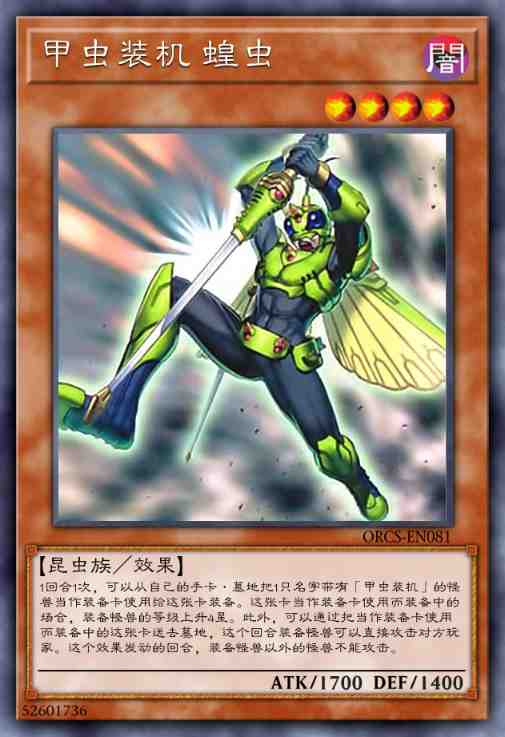 甲虫装机 蝗虫
闇
ORCS-EN081
【昆虫族／效果】
1回合1次，可以从自己的手卡·墓地把1只名字带有「甲虫装机」的怪
兽当作装备卡使用给这张卡装备。这张卡当作装备卡使用而装备中的
场合，装备怪兽的等级上升4星。此外，可以通过把当作装备卡使用
而装备中的这张卡送去墓地，这个回合装备怪兽可以直接攻击对方玩
家。这个效果发动的回合，装备怪兽以外的怪兽不能攻击。
ATK/1700 DEF/1400
52601736